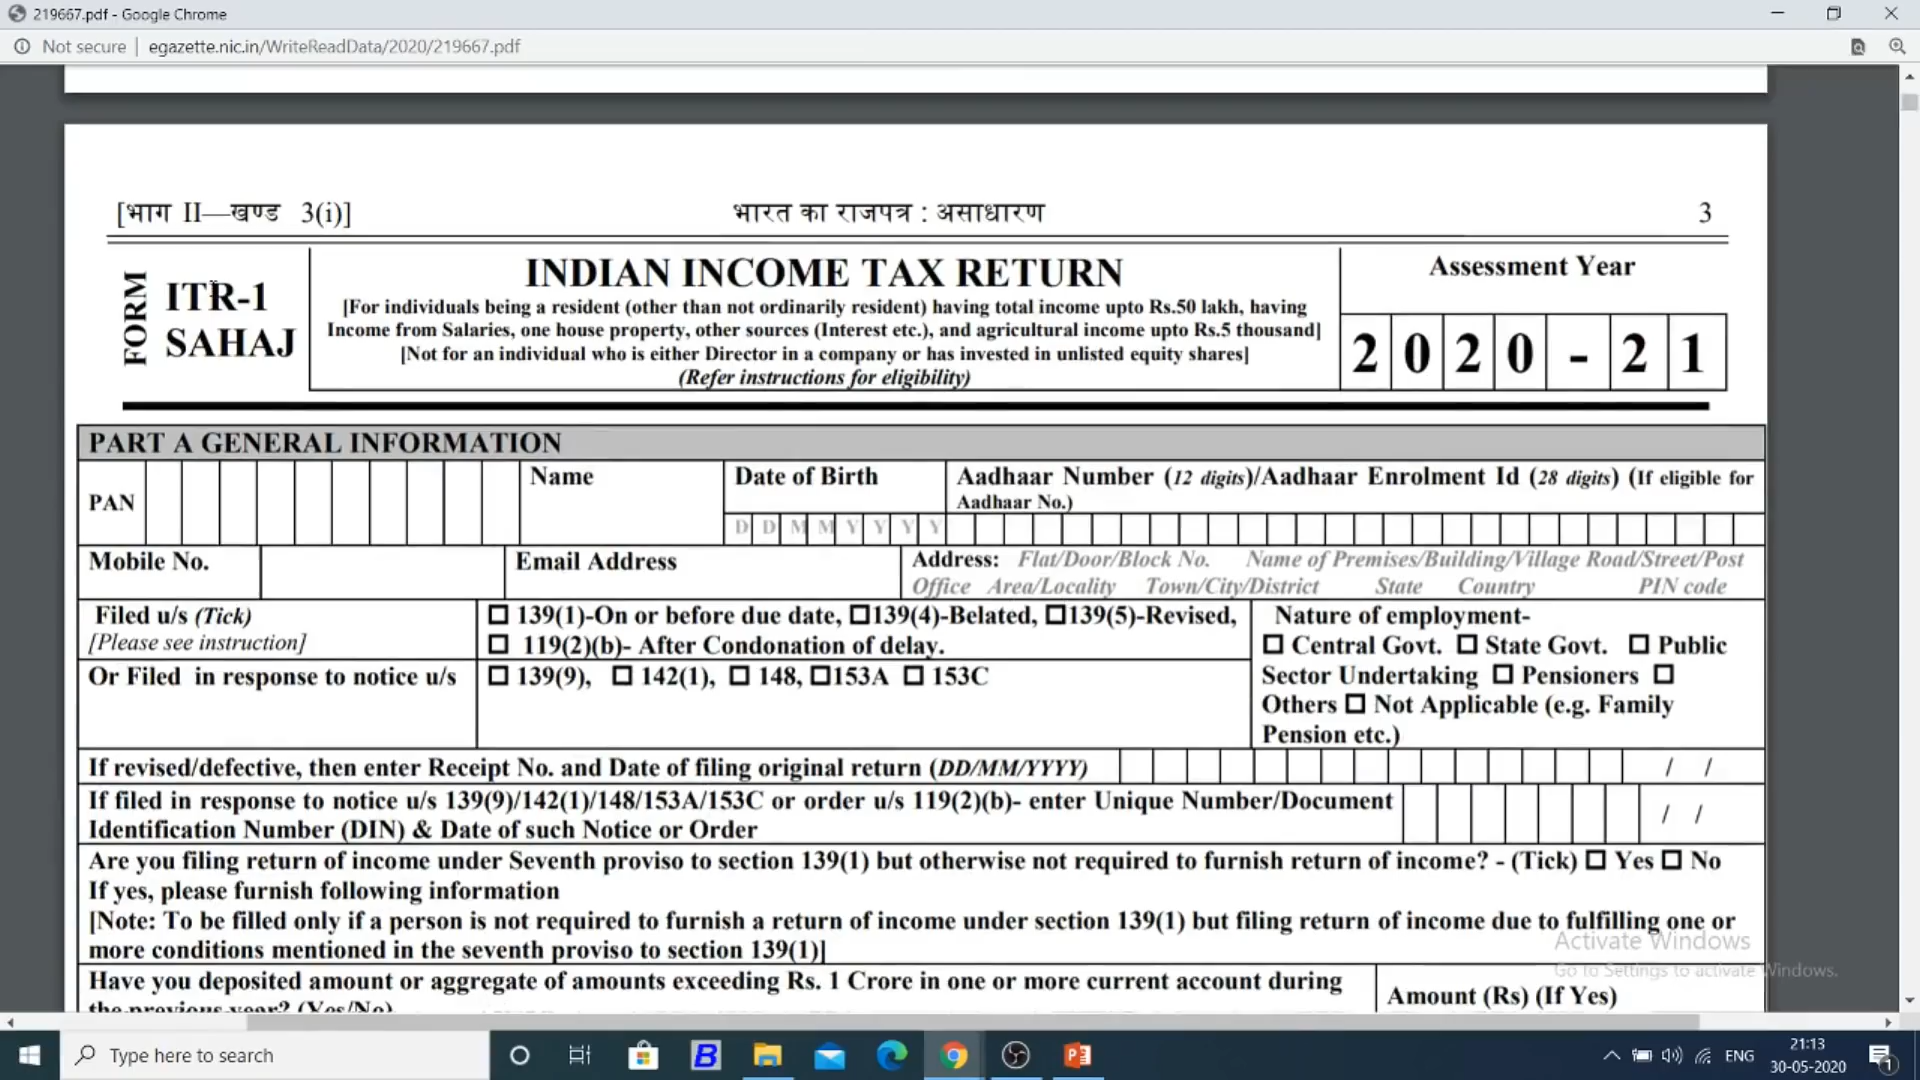 219667.pdf - Google Chrome
Not secure | egazette.nic.in/WriteReadData/2020/219667.pdf
[भाग II—खण्ड 3(i)] भारत का राजपत्र : असाधारण 3
FORM
ITR-1
SAHAJ
INDIAN INCOME TAX RETURN
[For individuals being a resident (other than not ordinarily resident) having total income upto Rs.50 lakh, having
Income from Salaries, one house property, other sources (Interest etc.), and agricultural income upto Rs.5 thousand]
[Not for an individual who is either Director in a company or has invested in unlisted equity shares]
(Refer instructions for eligibility)
Assessment Year
2 0 2 0 - 2 1
PART A GENERAL INFORMATION
PAN
Name
Date of Birth
D D M M Y Y Y Y
Aadhaar Number (12 digits)/Aadhaar Enrolment Id (28 digits) (If eligible for
Aadhaar No.)
Mobile No.
Email Address
Address: Flat/Door/Block No. Name of Premises/Building/Village Road/Street/Post
Office Area/Locality Town/City/District State Country PIN code
Filed u/s (Tick)
[Please see instruction]
☐ 139(1)-On or before due date, ☐139(4)-Belated, ☐139(5)-Revised,
☐ 119(2)(b)- After Condonation of delay.
Or Filed in response to notice u/s
☐ 139(9), ☐ 142(1), ☐ 148, ☐153A ☐ 153C
Nature of employment-
☐ Central Govt. ☐ State Govt. ☐ Public
Sector Undertaking ☐ Pensioners ☐
Others ☐ Not Applicable (e.g. Family
Pension etc.)
If revised/defective, then enter Receipt No. and Date of filing original return (DD/MM/YYYY) / /
If filed in response to notice u/s 139(9)/142(1)/148/153A/153C or order u/s 119(2)(b)- enter Unique Number/Document
Identification Number (DIN) & Date of such Notice or Order / /
Are you filing return of income under Seventh proviso to section 139(1) but otherwise not required to furnish return of income? - (Tick) ☐ Yes ☐ No
If yes, please furnish following information
[Note: To be filled only if a person is not required to furnish a return of income under section 139(1) but filing return of income due to fulfilling one or
more conditions mentioned in the seventh proviso to section 139(1)]
Have you deposited amount or aggregate of amounts exceeding Rs. 1 Crore in one or more current account during
the previous year? (Yes/No)
Amount (Rs) (If Yes)
Activate Windows
Go to Settings to activate Windows.
Type here to search
ENG
21:13
30-05-2020
1